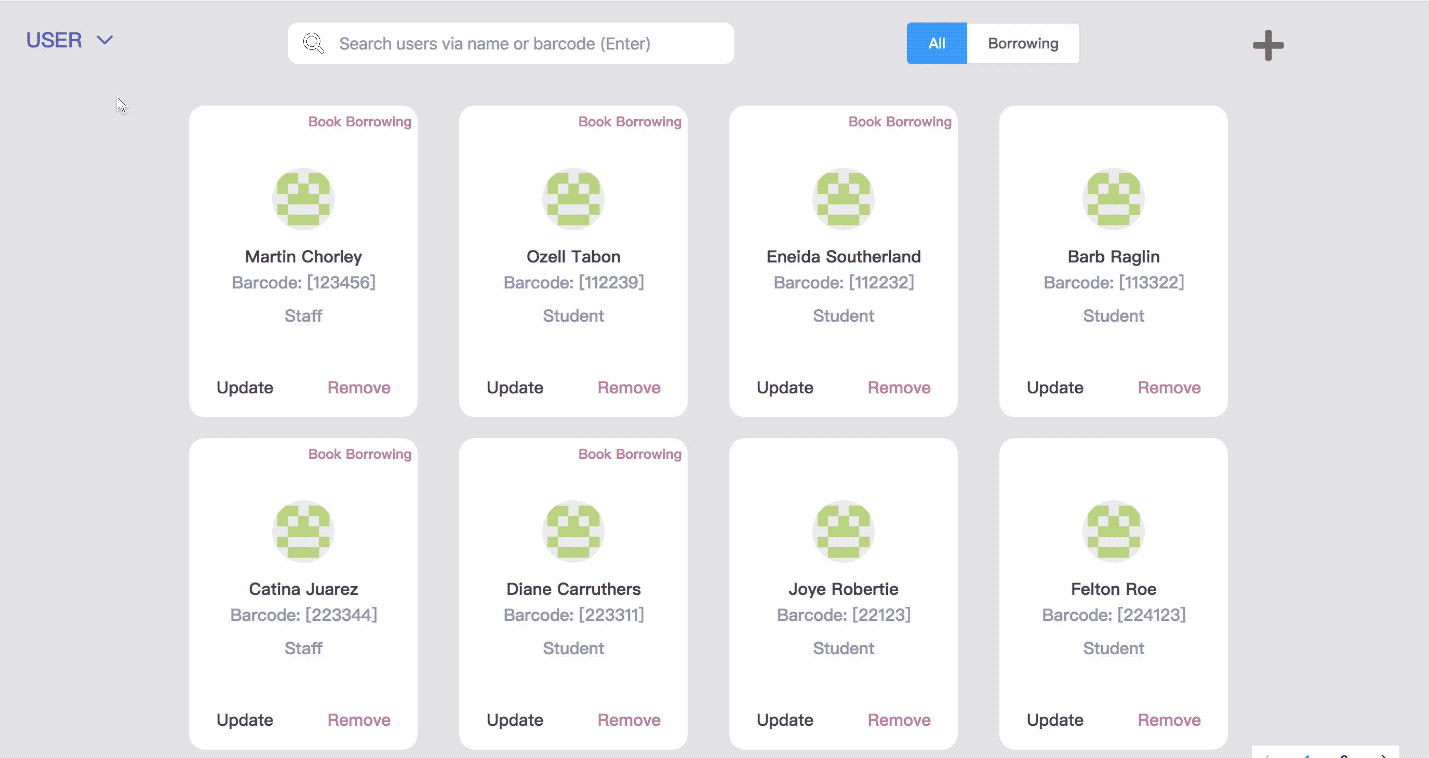 USER
Search users via name or barcode (Enter)
All
Borrowing
Book Borrowing
Martin Chorley
Barcode: [123456]
Staff
Update
Remove
Book Borrowing
Ozell Tabon
Barcode: [112239]
Student
Update
Remove
Book Borrowing
Eneida Southerland
Barcode: [112232]
Student
Update
Remove
Barb Raglin
Barcode: [113322]
Student
Update
Remove
Book Borrowing
Catina Juarez
Barcode: [223344]
Staff
Update
Remove
Book Borrowing
Diane Carruthers
Barcode: [223311]
Student
Update
Remove
Joye Robertie
Barcode: [22123]
Student
Update
Remove
Felton Roe
Barcode: [224123]
Student
Update
Remove